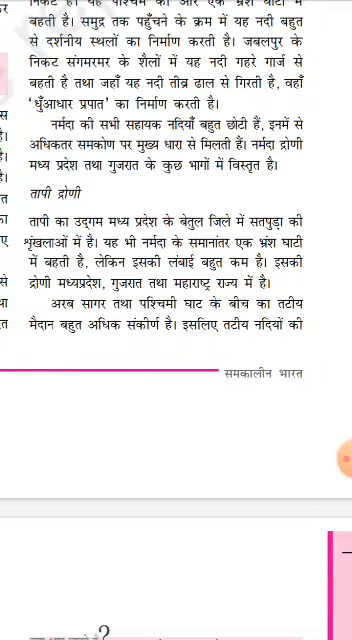 बहती है। समुद्र तक पहुँचने के क्रम में यह नदी बहुत
से दर्शनीय स्थलों का निर्माण करती है। जबलपुर के
निकट संगमरमर के शैलों में यह नदी गहरे गार्ज से
बहती है तथा जहाँ यह नदी तीव्र ढाल से गिरती है, वहाँ
‘धुँआधार प्रपात’ का निर्माण करती है।
नर्मदा की सभी सहायक नदियाँ बहुत छोटी हैं, इनमें से
अधिकतर समकोण पर मुख्य धारा से मिलती हैं। नर्मदा द्रोणी
मध्य प्रदेश तथा गुजरात के कुछ भागों में विस्तृत है।
तापी द्रोणी
तापी का उद्गम मध्य प्रदेश के बेतुल जिले में सतपुड़ा की
शृंखलाओं में है। यह भी नर्मदा के समानांतर एक भ्रंश घाटी
में बहती है, लेकिन इसकी लंबाई बहुत कम है। इसकी
द्रोणी मध्यप्रदेश, गुजरात तथा महाराष्ट्र राज्य में है।
अरब सागर तथा पश्चिमी घाट के बीच का तटीय
मैदान बहुत अधिक संकीर्ण है। इसलिए तटीय नदियों की
समकालीन भारत